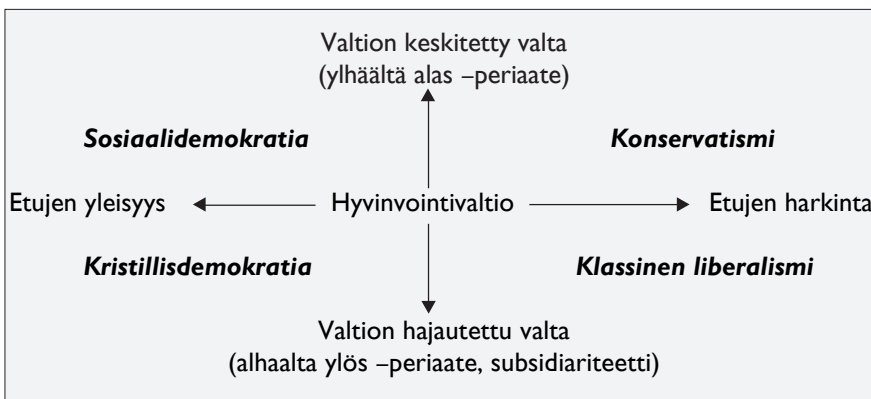 Valtion keskitetty valta
(ylhäältä alas –periaate)
Sosiaalidemokratia
Konservatismi
Etujen yleisyys
Hyvinvointivaltio
Etujen harkinta
Kristillisdemokratia
Klassinen liberalismi
Valtion hajautettu valta
(alhaalta ylös –periaate, subsidiariteetti)